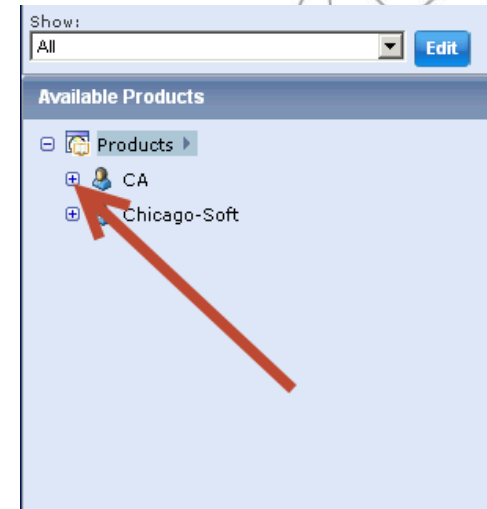 Show:
All Edit
Available Products
Products
CA
Chicago-Soft